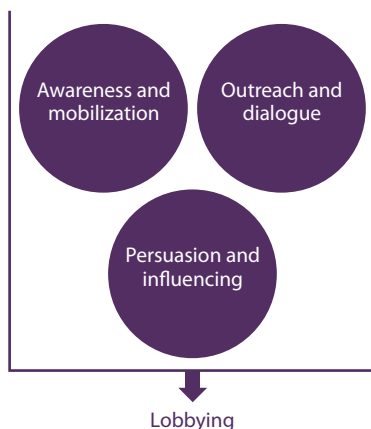 Awareness and
mobilization
Outreach and
dialogue
Persuasion and
influencing
Lobbying